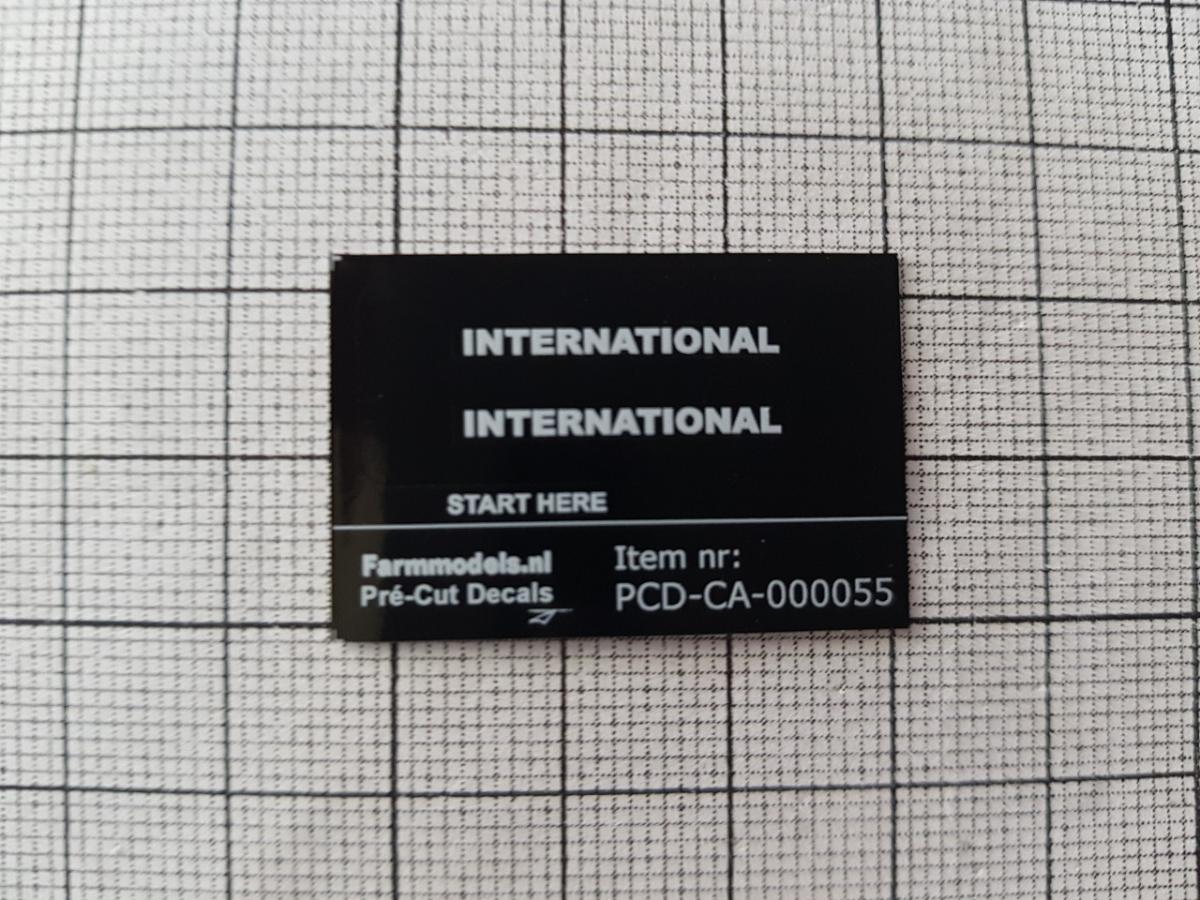 INTERNATIONAL
INTERNATIONAL
START HERE
Farmmodels.nl
Pré-Cut Decals
Item nr:
PCD-CA-000055